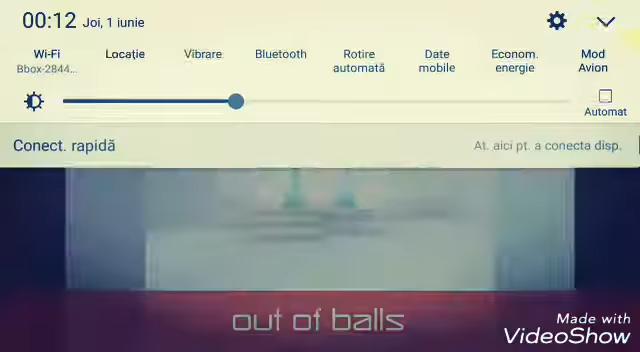 00:12 Joi, 1 iunie
Wi-Fi Locaţie Vibrare Bluetooth Rotire automată Date mobile Econom. energie Mod Avion
Bbox-2844...
Automat
Conect. rapidă At. aici pt. a conecta disp.
out of balls
Made with
VideoShow